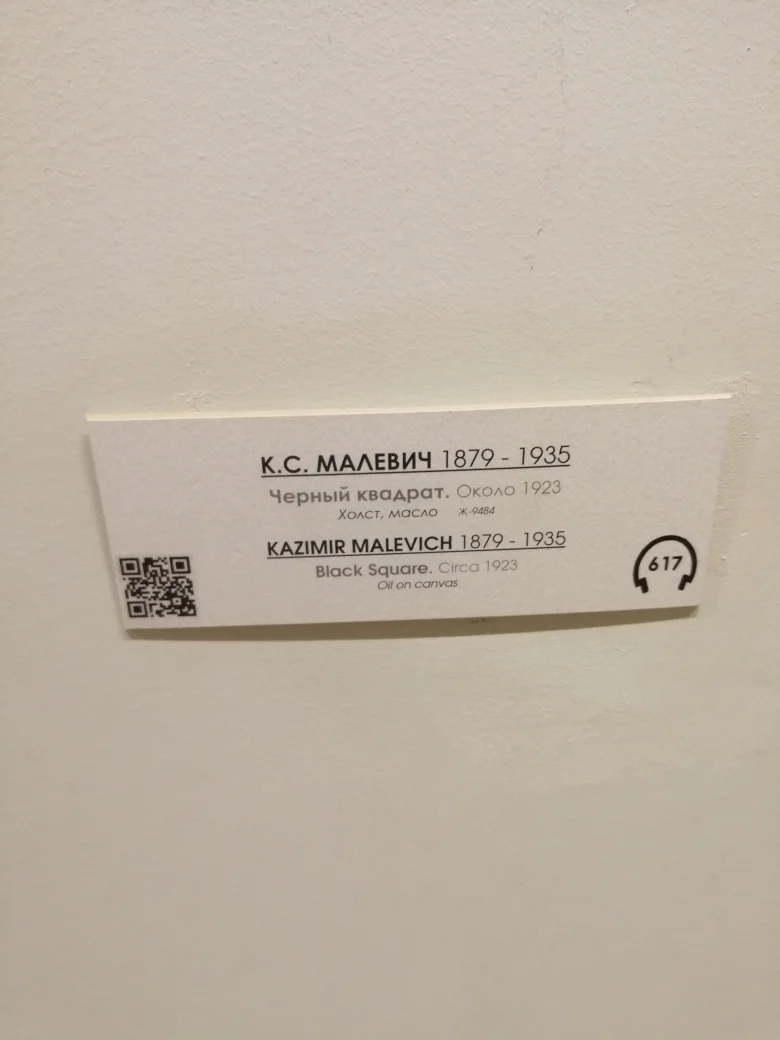 К.С. МАЛЕВИЧ 1879 - 1935
Черный квадрат. Около 1923
Холст, масло Ж-9484
KAZIMIR MALEVICH 1879 - 1935
Black Square. Circa 1923
Oil on canvas
617